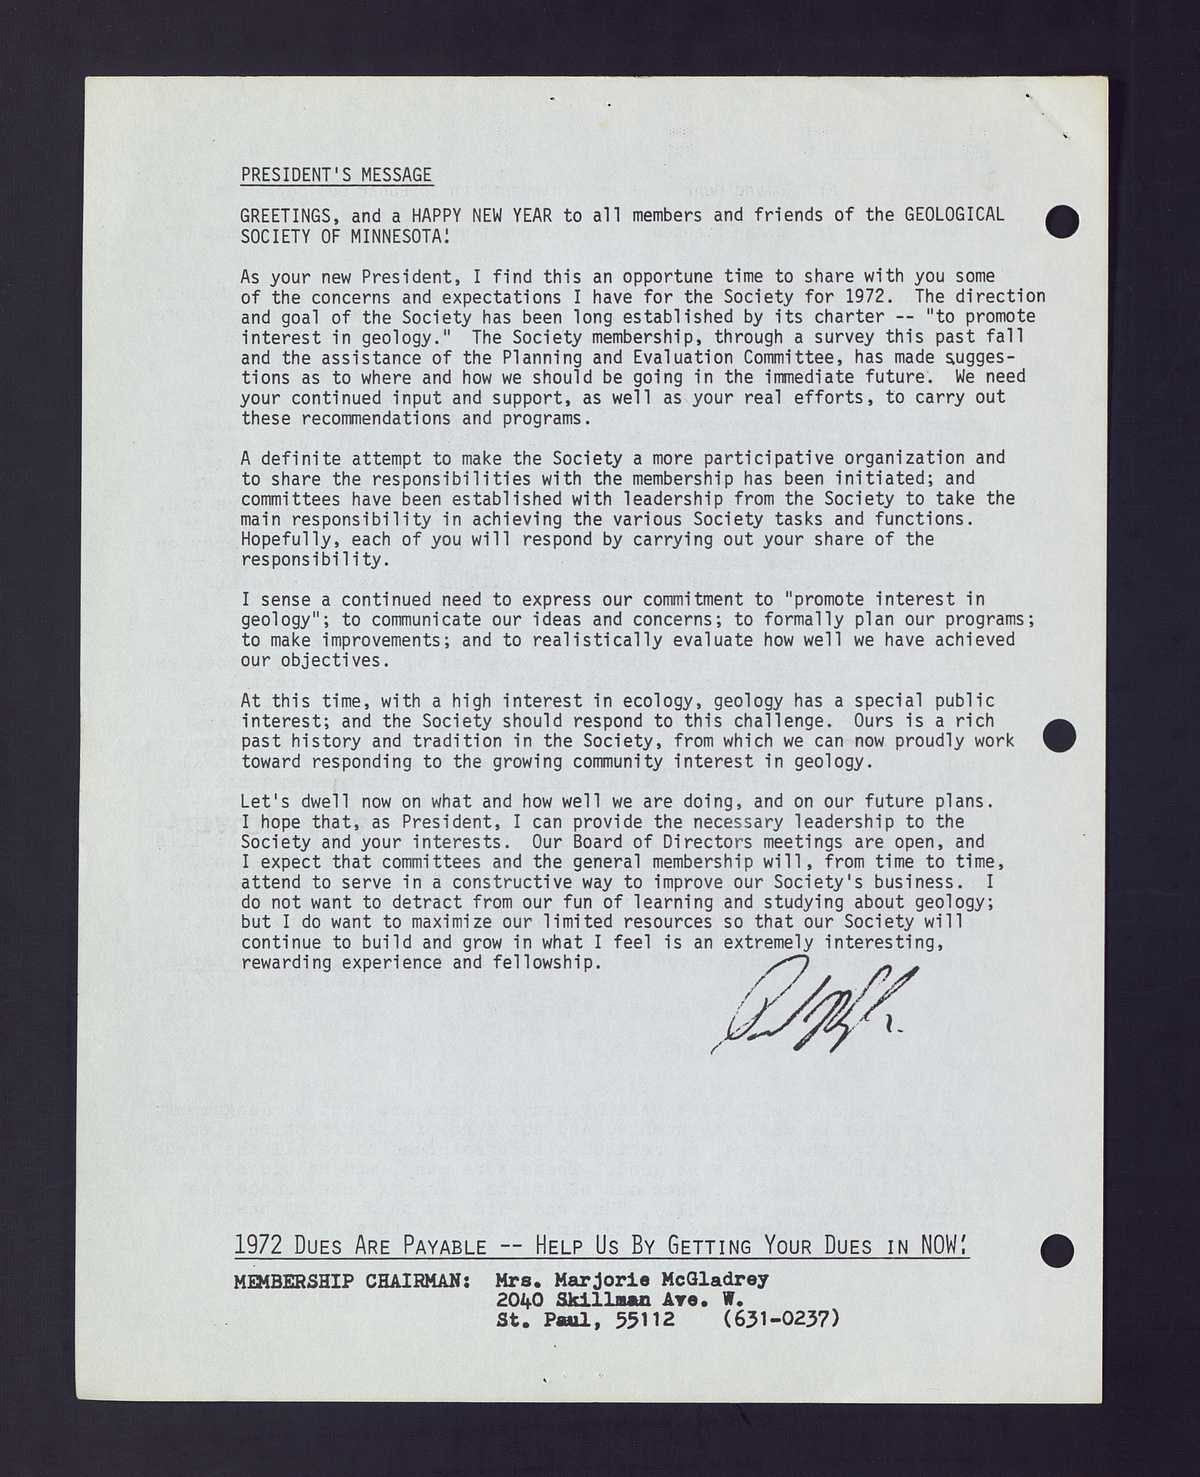 PRESIDENT'S MESSAGE
GREETINGS, and a HAPPY NEW YEAR to all members and friends of the GEOLOGICAL
SOCIETY OF MINNESOTA!
As your new President, I find this an opportune time to share with you some
of the concerns and expectations I have for the Society for 1972. The direction
and goal of the Society has been long established by its charter -- "to promote
interest in geology." The Society membership, through a survey this past fall
and the assistance of the Planning and Evaluation Committee, has made sugges-
tions as to where and how we should be going in the immediate future. We need
your continued input and support, as well as your real efforts, to carry out
these recommendations and programs.
A definite attempt to make the Society a more participative organization and
to share the responsibilities with the membership has been initiated; and
committees have been established with leadership from the Society to take the
main responsibility in achieving the various Society tasks and functions.
Hopefully, each of you will respond by carrying out your share of the
responsibility.
I sense a continued need to express our commitment to "promote interest in
geology"; to communicate our ideas and concerns; to formally plan our programs;
to make improvements; and to realistically evaluate how well we have achieved
our objectives.
At this time, with a high interest in ecology, geology has a special public
interest; and the Society should respond to this challenge. Ours is a rich
past history and tradition in the Society, from which we can now proudly work
toward responding to the growing community interest in geology.
Let's dwell now on what and how well we are doing, and on our future plans.
I hope that, as President, I can provide the necessary leadership to the
Society and your interests. Our Board of Directors meetings are open, and
I expect that committees and the general membership will, from time to time,
attend to serve in a constructive way to improve our Society's business. I
do not want to detract from our fun of learning and studying about geology;
but I do want to maximize our limited resources so that our Society will
continue to build and grow in what I feel is an extremely interesting,
rewarding experience and fellowship.
1972 DUES ARE PAYABLE -- HELP US BY GETTING YOUR DUES IN NOW!
MEMBERSHIP CHAIRMAN: Mrs. Marjorie McGladrey
2040 Skillman Ave. W.
St. Paul, 55112 (631-0237)